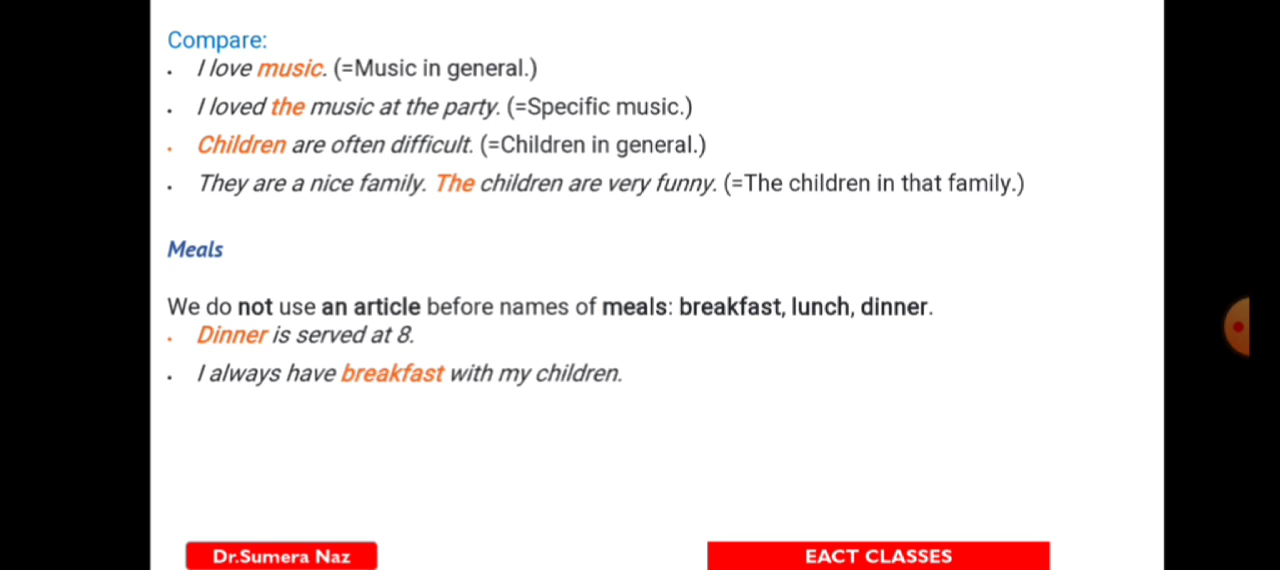 Compare:
· I love music. (=Music in general.)
· I loved the music at the party. (=Specific music.)
· Children are often difficult. (=Children in general.)
· They are a nice family. The children are very funny. (=The children in that family.)
Meals
We do not use an article before names of meals: breakfast, lunch, dinner.
· Dinner is served at 8.
· I always have breakfast with my children.
Dr.Sumera Naz
EACT CLASSES